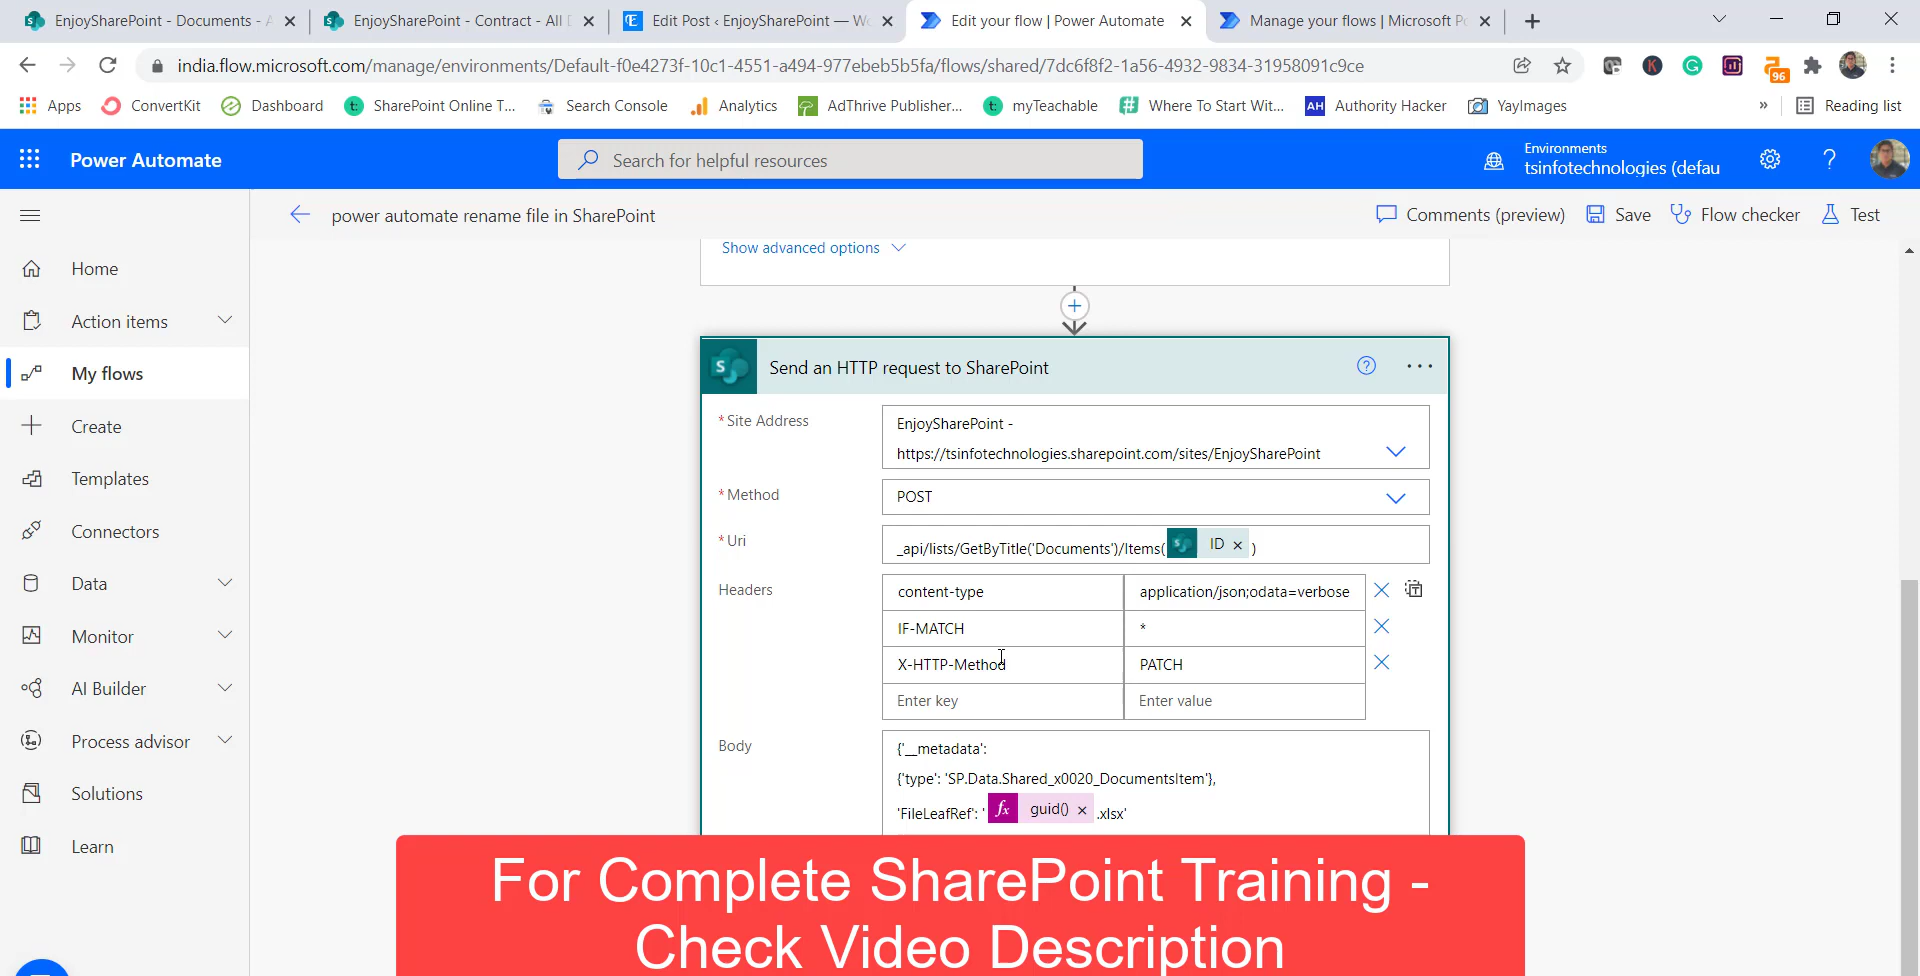 EnjoySharePoint - Documents - A
EnjoySharePoint - Contract - All D
Edit Post ‹ EnjoySharePoint — Wo
Edit your flow | Power Automate
Manage your flows | Microsoft Po
india.flow.microsoft.com/manage/environments/Default-f0e4273f-10c1-4551-a494-977ebeb5b5fa/flows/shared/7dc6f8f2-1a56-4932-9834-31958091c9ce
96
Apps
ConvertKit
Dashboard
SharePoint Online T...
Search Console
Analytics
AdThrive Publisher...
myTeachable
Where To Start Wit...
AH Authority Hacker
YayImages
»
Reading list
Power Automate
Search for helpful resources
Environments
tsinfotechnologies (defau
power automate rename file in SharePoint
Comments (preview)
Save
Flow checker
Test
Home
Action items
My flows
Create
Templates
Connectors
Data
Monitor
AI Builder
Process advisor
Solutions
Learn
Show advanced options
Send an HTTP request to SharePoint
* Site Address
EnjoySharePoint -
https://tsinfotechnologies.sharepoint.com/sites/EnjoySharePoint
* Method
POST
* Uri
_api/lists/GetByTitle('Documents')/Items( ID × )
Headers
content-type application/json;odata=verbose
IF-MATCH *
X-HTTP-Method PATCH
Enter key Enter value
Body
{'__metadata':
{'type': 'SP.Data.Shared_x0020_DocumentsItem'},
'FileLeafRef': ' fx guid() × .xlsx'
For Complete SharePoint Training -
Check Video Description